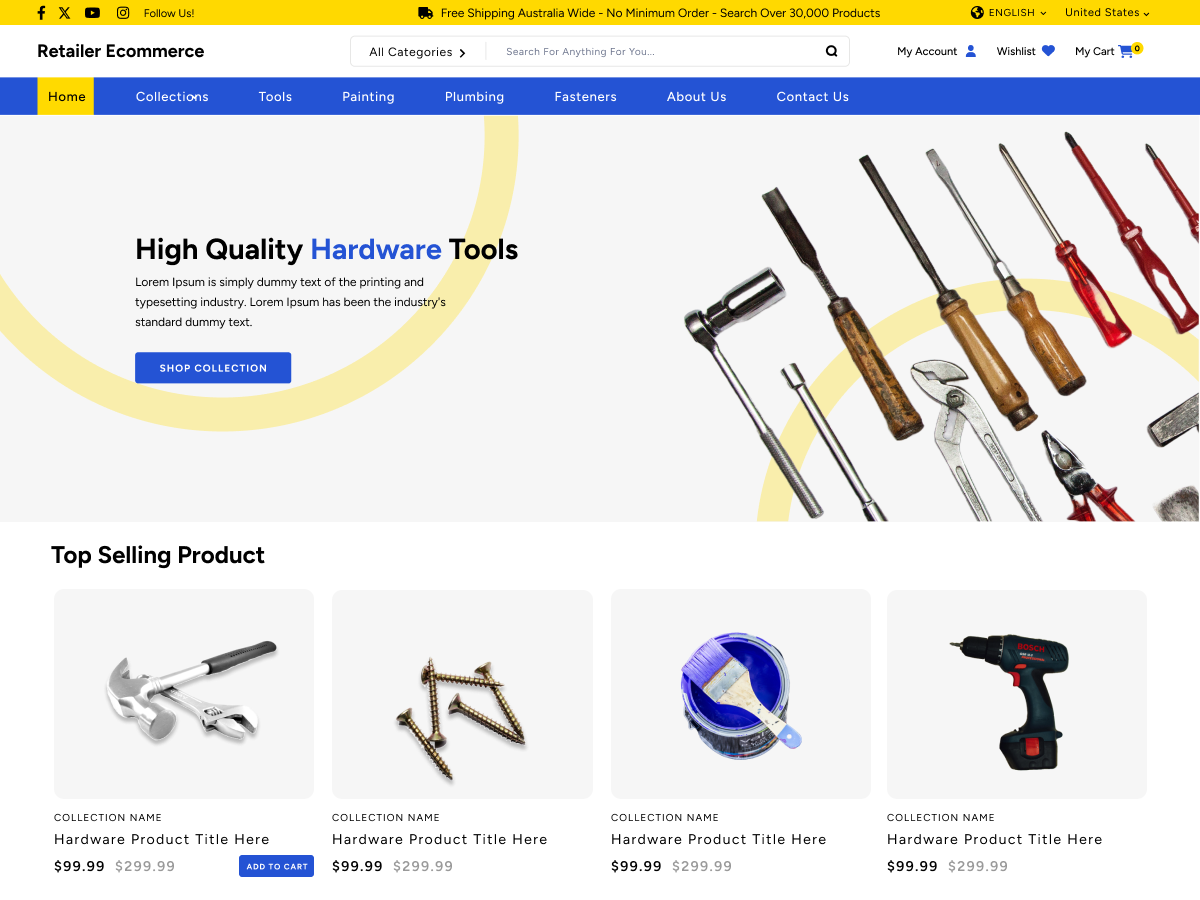 Follow Us!
Free Shipping Australia Wide - No Minimum Order - Search Over 30,000 Products
ENGLISH
United States
Retailer Ecommerce
All Categories
Search For Anything For You...
My Account
Wishlist
My Cart
0
Home
Collections
Tools
Painting
Plumbing
Fasteners
About Us
Contact Us
High Quality Hardware Tools
Lorem Ipsum is simply dummy text of the printing and
typesetting industry. Lorem Ipsum has been the industry's
standard dummy text.
SHOP COLLECTION
Top Selling Product
BOSCH
COLLECTION NAME
Hardware Product Title Here
$99.99 $299.99
ADD TO CART
COLLECTION NAME
Hardware Product Title Here
$99.99 $299.99
COLLECTION NAME
Hardware Product Title Here
$99.99 $299.99
COLLECTION NAME
Hardware Product Title Here
$99.99 $299.99